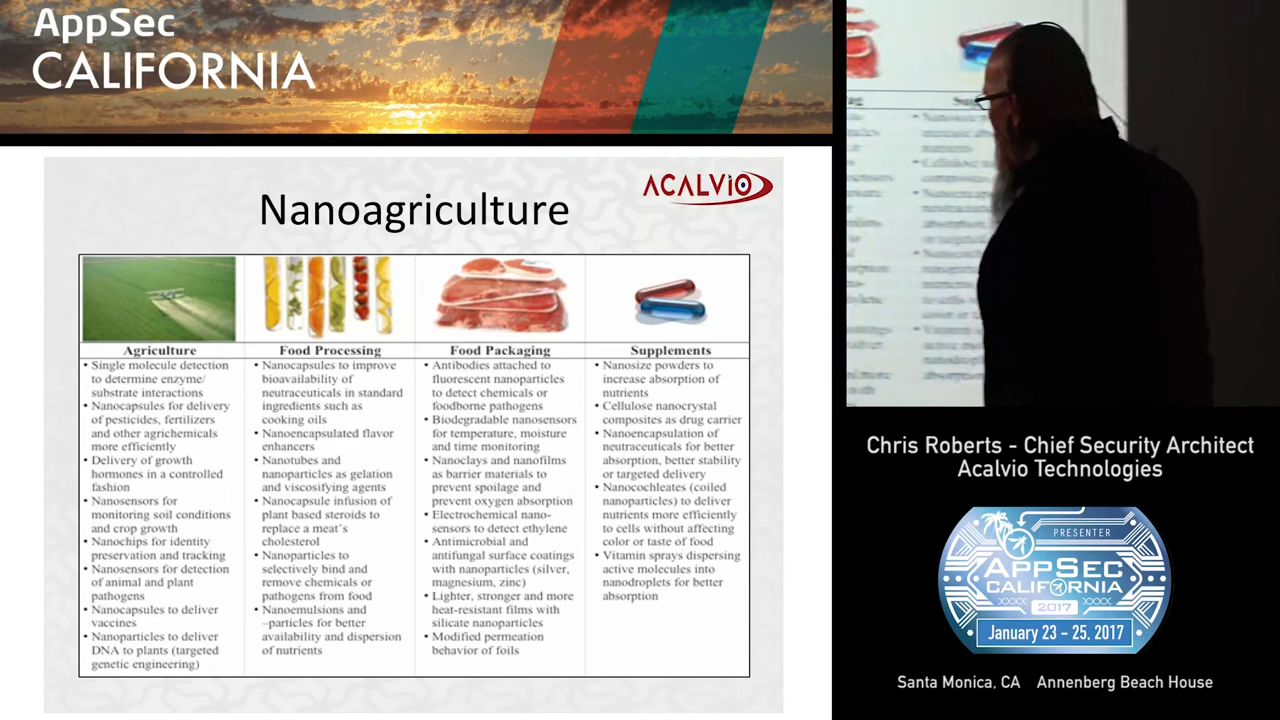 AppSec
CALIFORNIA
ACALVIO
Nanoagriculture
Agriculture
• Single molecule detection
to determine enzyme/
substrate interactions
• Nanocapsules for delivery
of pesticides, fertilizers
and other agrichemicals
more efficiently
• Delivery of growth
hormones in a controlled
fashion
• Nanosensors for
monitoring soil conditions
and crop growth
• Nanochips for identity
preservation and tracking
• Nanosensors for detection
of animal and plant
pathogens
• Nanocapsules to deliver
vaccines
• Nanoparticles to deliver
DNA to plants (targeted
genetic engineering)
Food Processing
• Nanocapsules to improve
bioavailability of
neutraceuticals in standard
ingredients such as
cooking oils
• Nanoencapsulated flavor
enhancers
• Nanotubes and
nanoparticles as gelation
and viscosifying agents
• Nanocapsule infusion of
plant based steroids to
replace a meat's
cholesterol
• Nanoparticles to
selectively bind and
remove chemicals or
pathogens from food
• Nanoemulsions and
–particles for better
availability and dispersion
of nutrients
Food Packaging
• Antibodies attached to
fluorescent nanoparticles
to detect chemicals or
foodborne pathogens
• Biodegradable nanosensors
for temperature, moisture
and time monitoring
• Nanoclays and nanofilms
as barrier materials to
prevent spoilage and
prevent oxygen absorption
• Electrochemical nano-
sensors to detect ethylene
• Antimicrobial and
antifungal surface coatings
with nanoparticles (silver,
magnesium, zinc)
• Lighter, stronger and more
heat-resistant films with
silicate nanoparticles
• Modified permeation
behavior of foils
Supplements
• Nanosize powders to
increase absorption of
nutrients
• Cellulose nanocrystal
composites as drug carrier
• Nanoencapsulation of
neutraceuticals for better
absorption, better stability
or targeted delivery
• Nanocochleates (coiled
nanoparticles) to deliver
nutrients more efficiently
to cells without affecting
color or taste of food
• Vitamin sprays dispersing
active molecules into
nanodroplets for better
absorption
Chris Roberts - Chief Security Architect
Acalvio Technologies
PRESENTER
APPSEC
CALIFORNIA
2017
January 23 - 25, 2017
Santa Monica, CA Annenberg Beach House